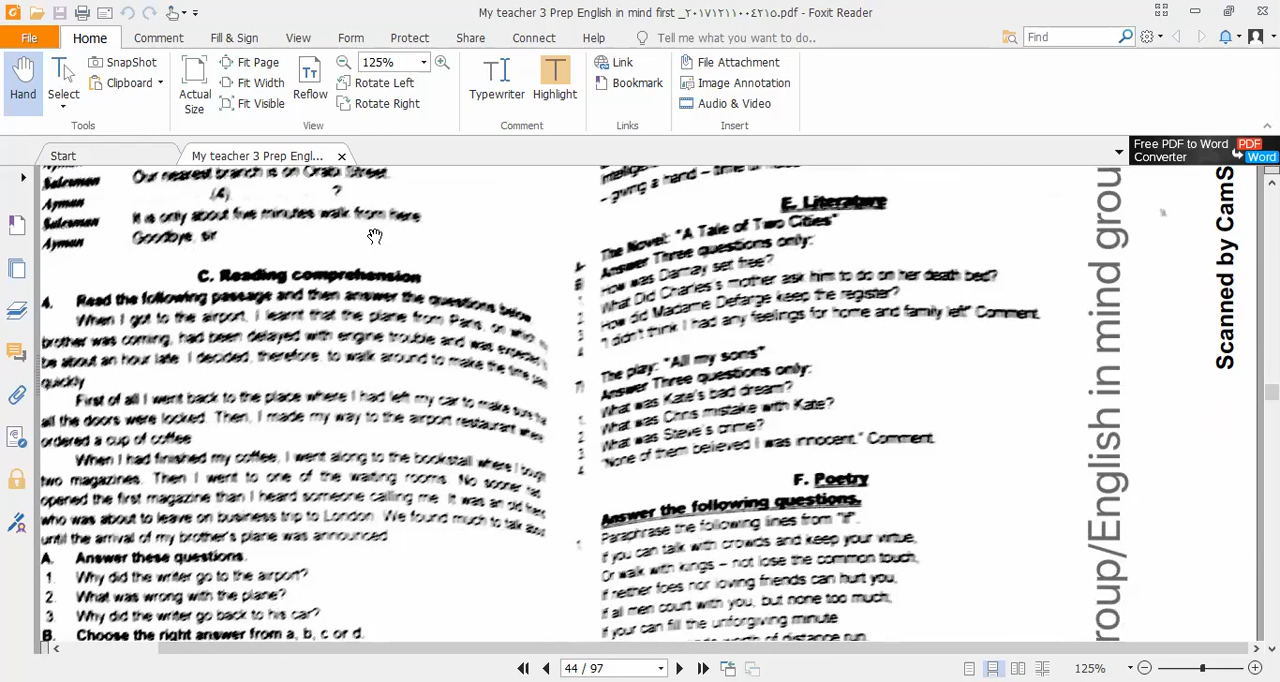 My teacher 3 Prep English in mind first _٢٠١٧١٢١١٠٠٤٢١٥.pdf - Foxit Reader
File Home Comment Fill & Sign View Form Protect Share Connect Help Tell me what you want to do.. Find
Hand
Select
SnapShot
Clipboard
Actual Size
Fit Page
Fit Width
Fit Visible
Reflow
125%
Rotate Left
Rotate Right
Typewriter
Highlight
Link
Bookmark
File Attachment
Image Annotation
Audio & Video
Tools View Comment Links Insert
Start
My teacher 3 Prep Engl...
Free PDF to Word
Converter
PDF
Word
Salesman Our nearest branch is on Orabi Street.
Ayman (4) ?
Salesman It is only about five minutes walk from here
Ayman Goodbye, sir
C. Reading comprehension
4. Read the following passage and then answer the questions below
When I got to the airport, I learnt that the plane from Paris, on
brother was coming, had been delayed with engine trouble and was
be about an hour late. I decided, therefore, to walk around to make the time
quickly
First of all I went back to the place where I had left my car to make sure
all the doors were locked. Then, I made my way to the airport restaurant
ordered a cup of coffee
When I had finished my coffee, I went along to the bookstall where I
two magazines. Then I went to one of the waiting rooms. No sooner
opened the first magazine than I heard someone calling me. It was an old
who was about to leave on business trip to London. We found much to talk
until the arrival of my brother's plane was announced
A. Answer these questions.
1. Why did the writer go to the airport?
2. What was wrong with the plane?
3. Why did the writer go back to his car?
B. Choose the right answer from a, b, c or d.
- giving a hand -
E. Literature
The Novel: "A Tale of Two Cities"
Answer Three questions only:
How was Darnay set free?
1 What Did Charles's mother ask him to do on her death bed?
2 How did Madame Defarge keep the register?
3 "I didn't think I had any feelings for home and family left" Comment.
4
The play: "All my sons"
Answer Three questions only:
What was Kate's bad dream?
1 What was Chris mistake with Kate?
2 What was Steve's crime?
3 "None of them believed I was innocent." Comment.
4
F. Poetry
Answer the following questions.
Paraphrase the following lines from "If".
If you can talk with crowds and keep your virtue,
Or walk with kings – not lose the common touch,
If nether foes nor loving friends can hurt you,
If all men court with you, but none too much;
If your can fill the unforgiving minute
worth of distance run,
roup/English in mind grou
Scanned by CamS
44 / 97
125%